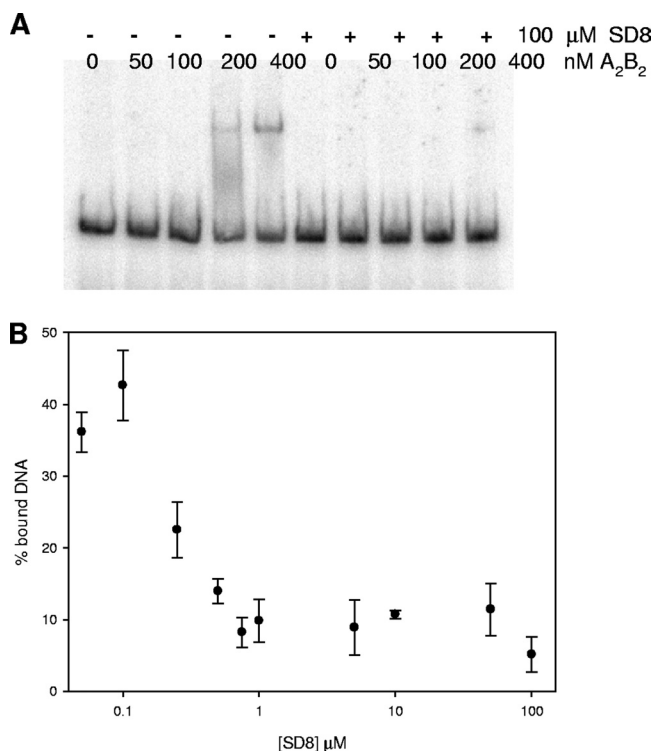 A
- - - - - + + + + + 100 μM SD8
0 50 100 200 400 0 50 100 200 400 nM A₂B₂
B
50
40
30
20
10
0
% bound DNA
0.1 1 10 100
[SD8] μM